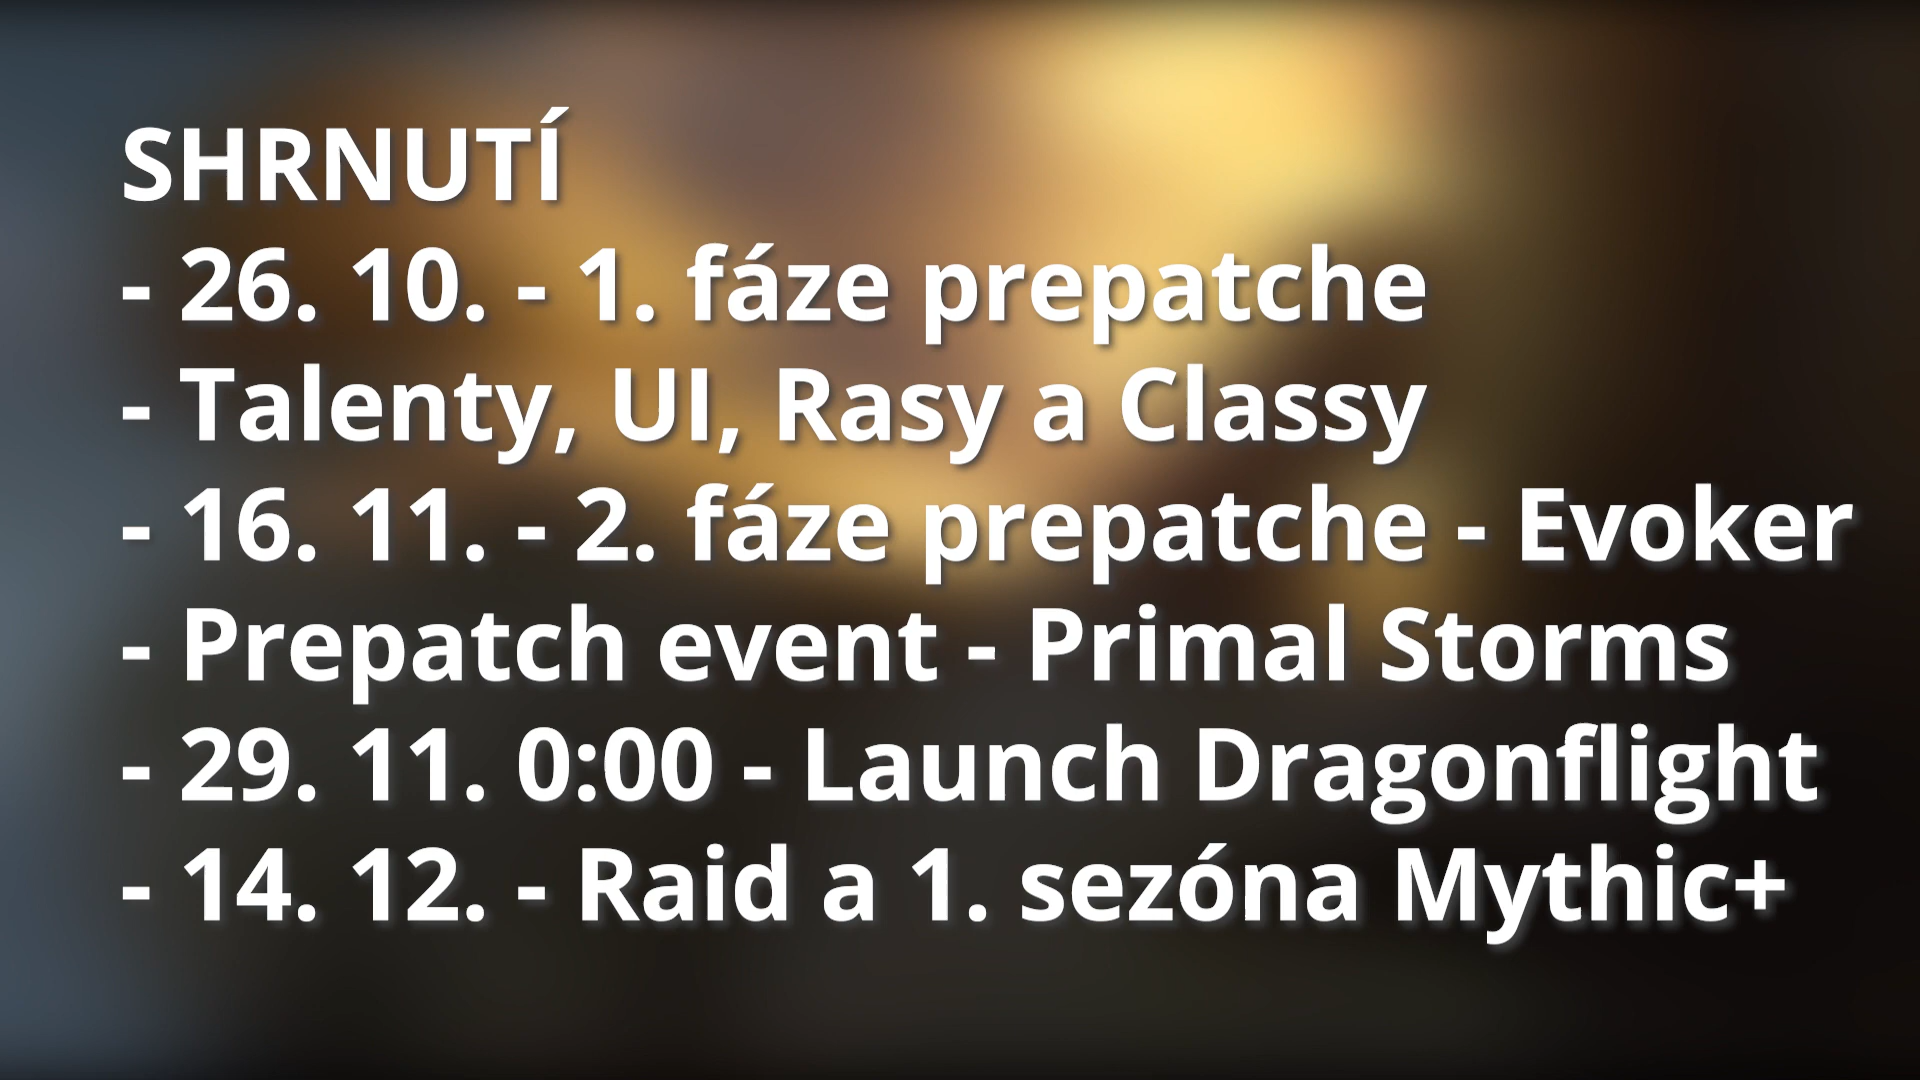 SHRNUTÍ
- 26. 10. - 1. fáze prepatche
- Talenty, UI, Rasy a Classy
- 16. 11. - 2. fáze prepatche - Evoker
- Prepatch event - Primal Storms
- 29. 11. 0:00 - Launch Dragonflight
- 14. 12. - Raid a 1. sezóna Mythic+